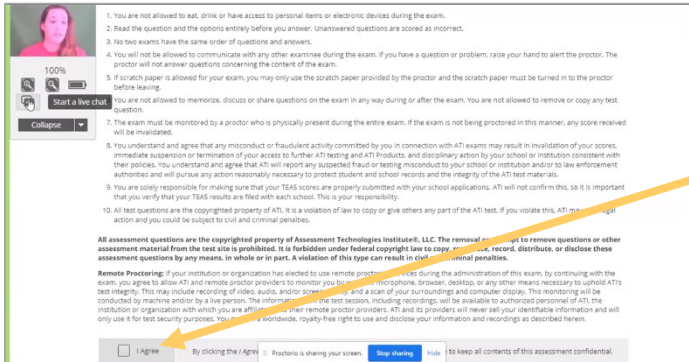 1. You are not allowed to eat, drink or have access to personal items or electronic devices during the exam.
2. Read the question and the options entirely before you answer. Unanswered questions are scored as incorrect.
3. No two exams have the same order of questions and answers.
4. You will not be allowed to communicate with any other examinee during the exam. If you have a question or problem, raise your hand to alert the proctor. The
proctor will not answer questions concerning the content of the exam.
100%
5. If scratch paper is allowed for your exam, you may only use the scratch paper provided by the proctor and the scratch paper must be turned in to the proctor
before leaving.
Start a live chat
You are not allowed to memorize, discuss or share questions on the exam in any way during or after the exam. You are not allowed to remove or copy any test
question.
Collapse
7. The exam must be monitored by a proctor who is physically present during the entire exam. If the exam is not being proctored in this manner, any score received
will be invalidated.
8. You understand and agree that any misconduct or fraudulent activity committed by you in connection with ATI exams may result in invalidation of your scores,
immediate suspension or termination of your access to further ATI testing and ATI Products, and disciplinary action by your school or institution consistent with
their policies. You understand and agree that ATI will report any suspected fraud or testing misconduct to your school or institution and/or to law enforcement
authorities and will pursue any action reasonably necessary to protect student and school records and the integrity of the ATI test materials.
9. You are solely responsible for making sure that your TEAS scores are properly submitted with your school applications. ATI will not confirm this, so it is important
that you verify that your TEAS results are filed with each school. This is your responsibility.
10. All test questions are the copyrighted property of ATI. It is a violation of law to copy or give others any part of the ATI test. If you violate this, ATI may
action and you could be subject to civil and criminal penalties.
All assessment questions are the copyrighted property of Assessment Technologies Institute®, LLC. The removal or to remove questions or other
assessment material from the test site is prohibited. It is forbidden under federal copyright law to copy, record, distribute, or disclose these
assessment questions by any means, in whole or in part. A violation of this type can result in civil criminal penalties.
Remote Proctoring: If your institution or organization has elected to use remote during the administration of this exam, by continuing with the
exam, you agree to allow ATI and remote proctor providers to monitor you by microphone, browser, desktop, or any other means necessary to uphold ATI's
test integrity. This may include recording of video, audio, and/or screen and a scan of your surroundings and computer display. This monitoring will be
conducted by machine and/or by a live person. The information the test session, including recordings, will be available to authorized personnel of ATI, the
institution or organization with which you are their remote proctor providers. ATI and its providers will never sell your identifiable information and will
only use it for test security purposes. You a worldwide, royalty-free right to use and disclose your information and recordings as described herein.
I Agree
By clicking the I Agree
Proctorio is sharing your screen.
Stop sharing
Hide
to keep all contents of this assessment confidential.